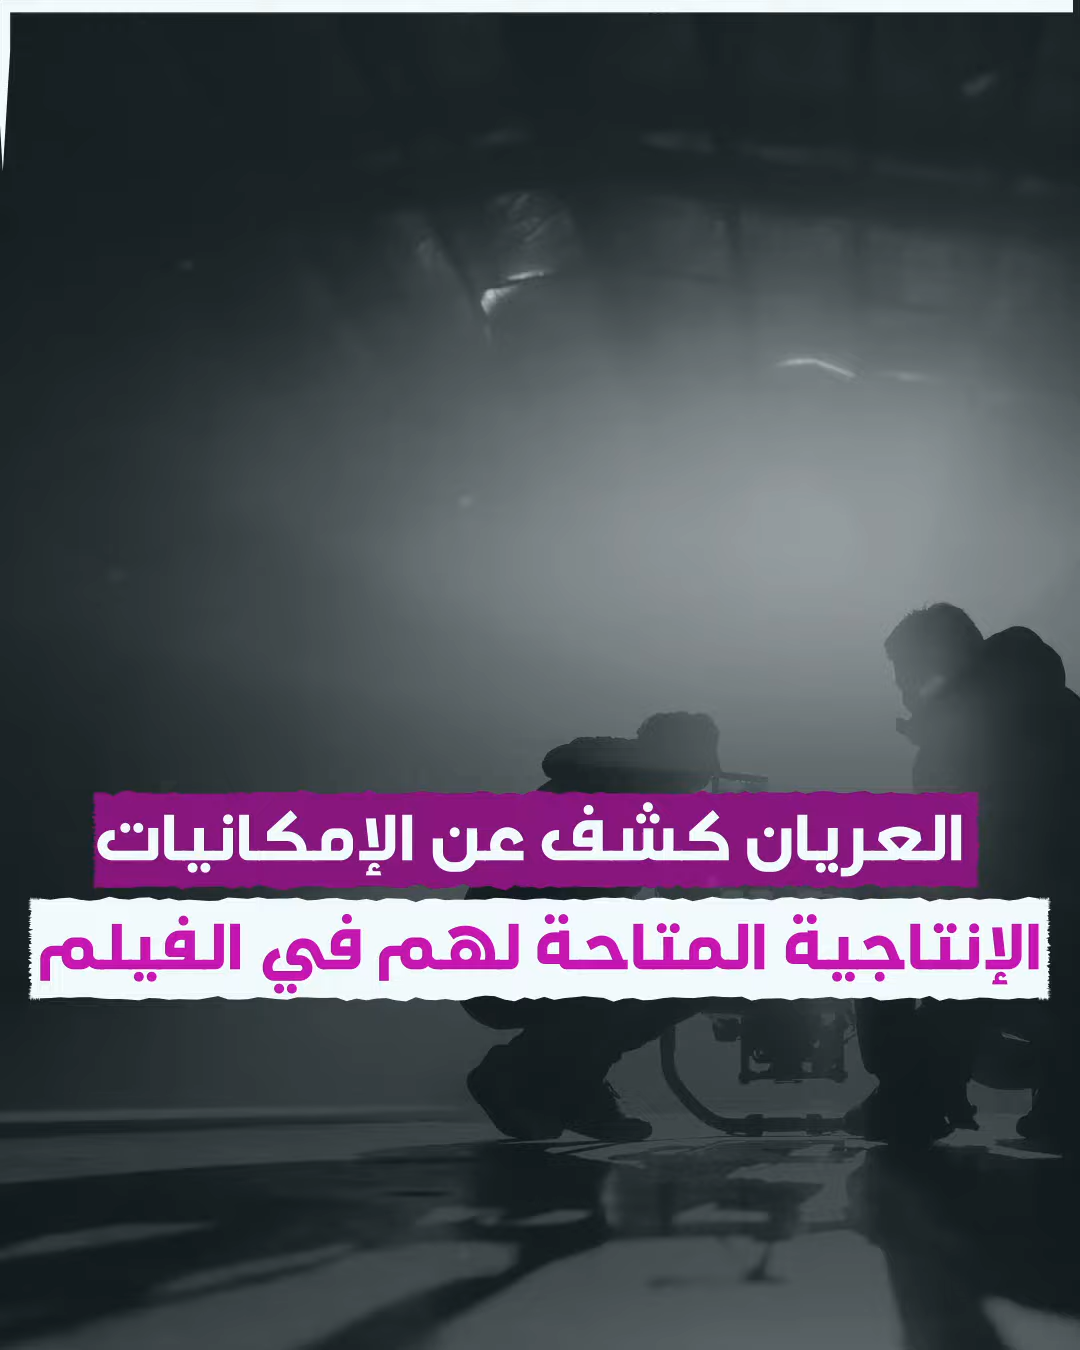 العريان كشف عن الإمكانيات
الإنتاجية المتاحة لهم في الفيلم